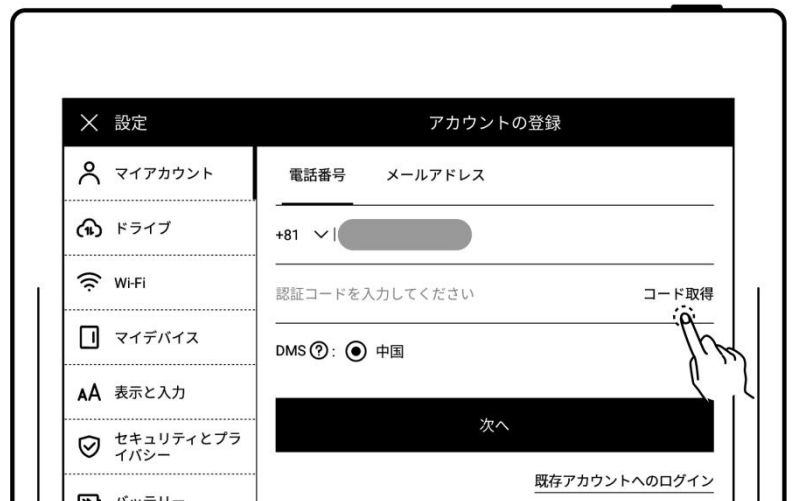 設定
アカウントの登録
マイアカウント
ドライブ
Wi-Fi
マイデバイス
表示と入力
セキュリティとプラ
イバシー
バッテリー
電話番号 メールアドレス
+81
認証コードを入力してください コード取得
DMS?: 中国
次へ
既存アカウントへのログイン